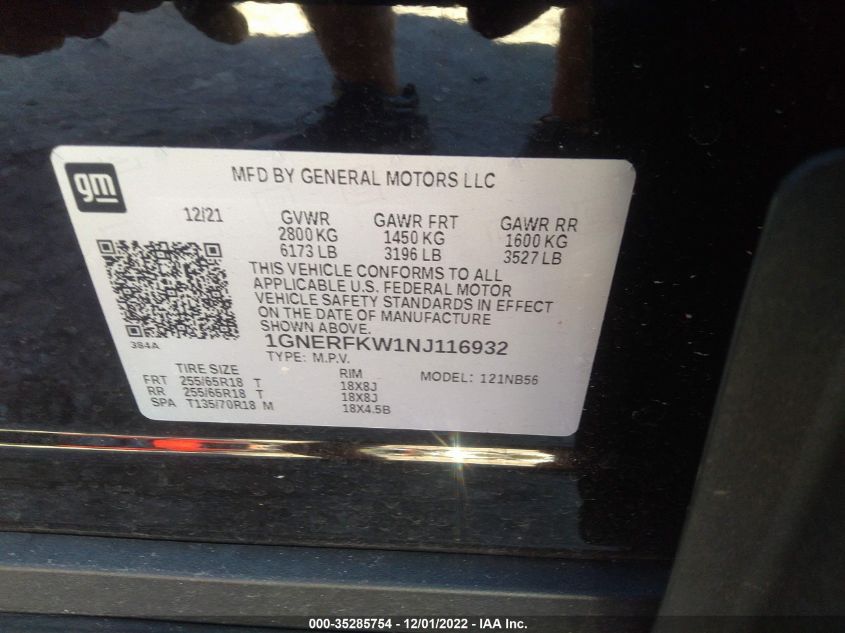 gm
MFD BY GENERAL MOTORS LLC
12/21 GVWR GAWR FRT GAWR RR
2800 KG 1450 KG 1600 KG
6173 LB 3196 LB 3527 LB
THIS VEHICLE CONFORMS TO ALL
APPLICABLE U.S. FEDERAL MOTOR
VEHICLE SAFETY STANDARDS IN EFFECT
ON THE DATE OF MANUFACTURE
SHOWN ABOVE.
384A
1GNERFKW1NJ116932
TYPE: M.P.V.
TIRE SIZE RIM MODEL: 121NB56
FRT 255/65R18 T 18X8J
RR 255/65R18 T 18X8J
SPA T135/70R18 M 18X4.5B
000-35285754 - 12/01/2022 - IAA Inc.